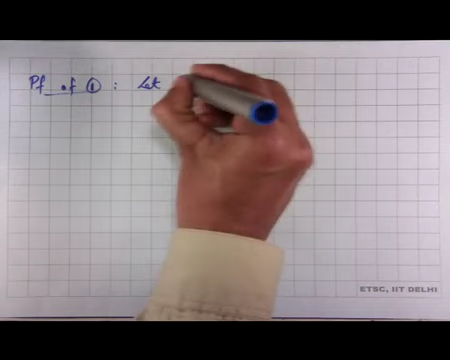 Pf of ① : Let
ETSC, IIT DELHI